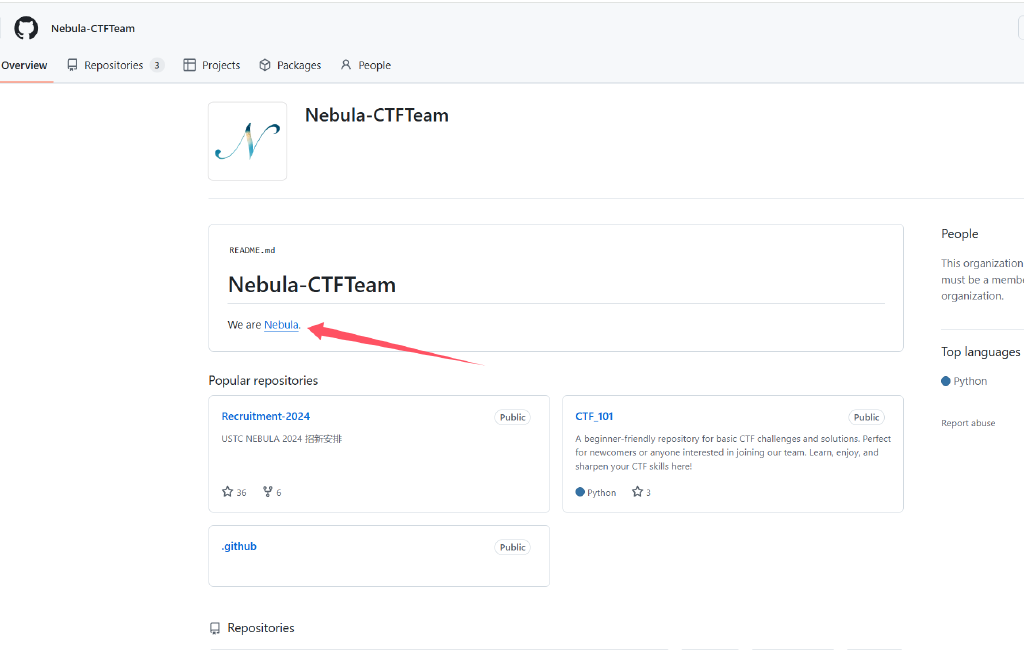 Nebula-CTFTeam
Overview
Repositories 3
Projects
Packages
People
Nebula-CTFTeam
README.md
Nebula-CTFTeam
We are Nebula.
People
This organization
must be a membe
organization.
Top languages
Python
Report abuse
Popular repositories
Recruitment-2024
Public
USTC NEBULA 2024 招新安排
36
6
CTF_101
Public
A beginner-friendly repository for basic CTF challenges and solutions. Perfect
for newcomers or anyone interested in joining our team. Learn, enjoy, and
sharpen your CTF skills here!
Python
3
.github
Public
Repositories